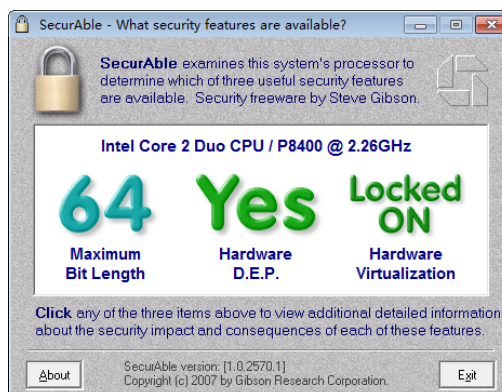 SecurAble - What security features are available?
SecurAble examines this system's processor to
determine which of three useful security features
are available. Security freeware by Steve Gibson.
Intel Core 2 Duo CPU / P8400 @ 2.26GHz
64 Yes Locked ON
Maximum Bit Length Hardware D.E.P. Hardware Virtualization
Click any of the three items above to view additional detailed information
about the security impact and consequences of each of these features.
About
SecurAble version: [1.0.2570.1]
Copyright (c) 2007 by Gibson Research Corporation.
Exit